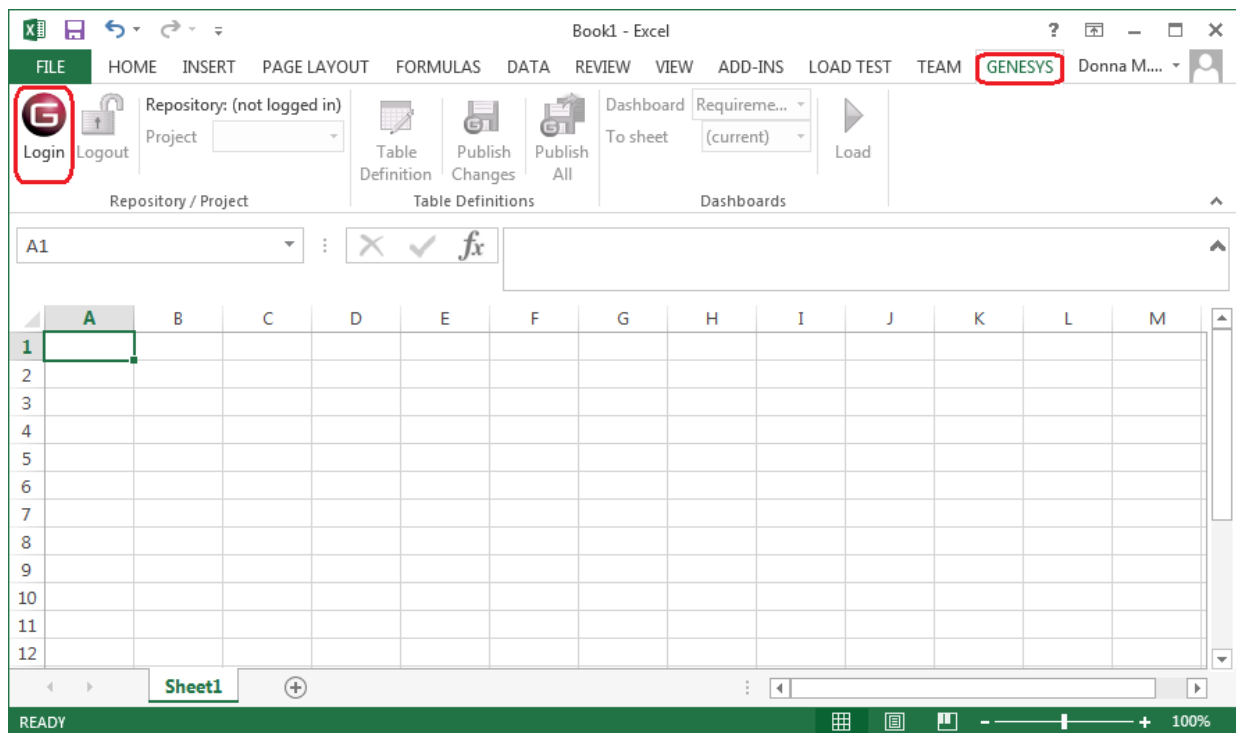 Book1 - Excel
?
FILE HOME INSERT PAGE LAYOUT FORMULAS DATA REVIEW VIEW ADD-INS LOAD TEST TEAM GENESYS Donna M....
Login
Logout
Repository: (not logged in)
Project
Repository / Project
Table
Definition
Publish
Changes
Publish
All
Table Definitions
Dashboard Requireme...
To sheet (current)
Load
Dashboards
A1
fx
A B C D E F G H I J K L M
1
2
3
4
5
6
7
8
9
10
11
12
Sheet1
READY
100%